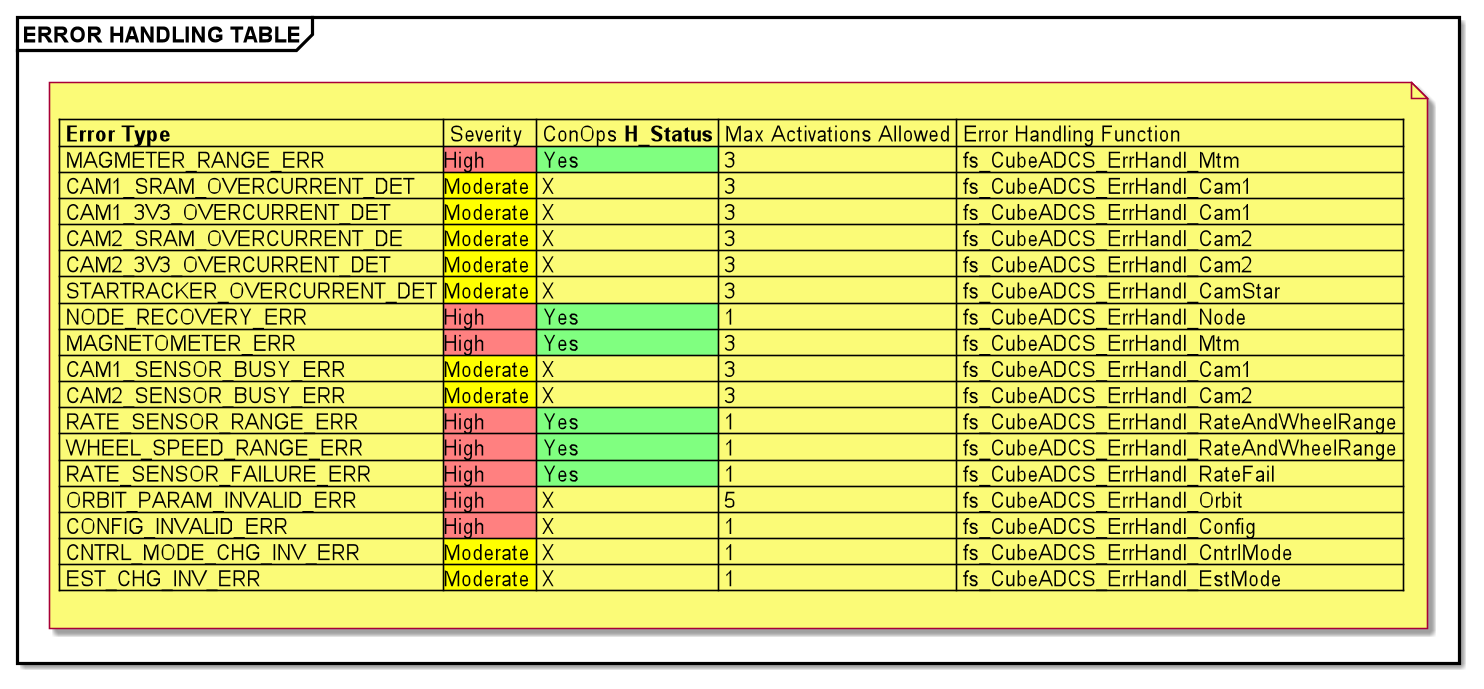 ERROR HANDLING TABLE
Error Type Severity ConOps H_Status Max Activations Allowed Error Handling Function
MAGMETER_RANGE_ERR High Yes 3 fs_CubeADCS_ErrHandl_Mtm
CAM1_SRAM_OVERCURRENT_DET Moderate X 3 fs_CubeADCS_ErrHandl_Cam1
CAM1_3V3_OVERCURRENT_DET Moderate X 3 fs_CubeADCS_ErrHandl_Cam1
CAM2_SRAM_OVERCURRENT_DE Moderate X 3 fs_CubeADCS_ErrHandl_Cam2
CAM2_3V3_OVERCURRENT_DET Moderate X 3 fs_CubeADCS_ErrHandl_Cam2
STARTRACKER_OVERCURRENT_DET Moderate X 3 fs_CubeADCS_ErrHandl_CamStar
NODE_RECOVERY_ERR High Yes 1 fs_CubeADCS_ErrHandl_Node
MAGNETOMETER_ERR High Yes 3 fs_CubeADCS_ErrHandl_Mtm
CAM1_SENSOR_BUSY_ERR Moderate X 3 fs_CubeADCS_ErrHandl_Cam1
CAM2_SENSOR_BUSY_ERR Moderate X 3 fs_CubeADCS_ErrHandl_Cam2
RATE_SENSOR_RANGE_ERR High Yes 1 fs_CubeADCS_ErrHandl_RateAndWheelRange
WHEEL_SPEED_RANGE_ERR High Yes 1 fs_CubeADCS_ErrHandl_RateAndWheelRange
RATE_SENSOR_FAILURE_ERR High Yes 1 fs_CubeADCS_ErrHandl_RateFail
ORBIT_PARAM_INVALID_ERR High X 5 fs_CubeADCS_ErrHandl_Orbit
CONFIG_INVALID_ERR High X 1 fs_CubeADCS_ErrHandl_Config
CNTRL_MODE_CHG_INV_ERR Moderate X 1 fs_CubeADCS_ErrHandl_CntrlMode
EST_CHG_INV_ERR Moderate X 1 fs_CubeADCS_ErrHandl_EstMode